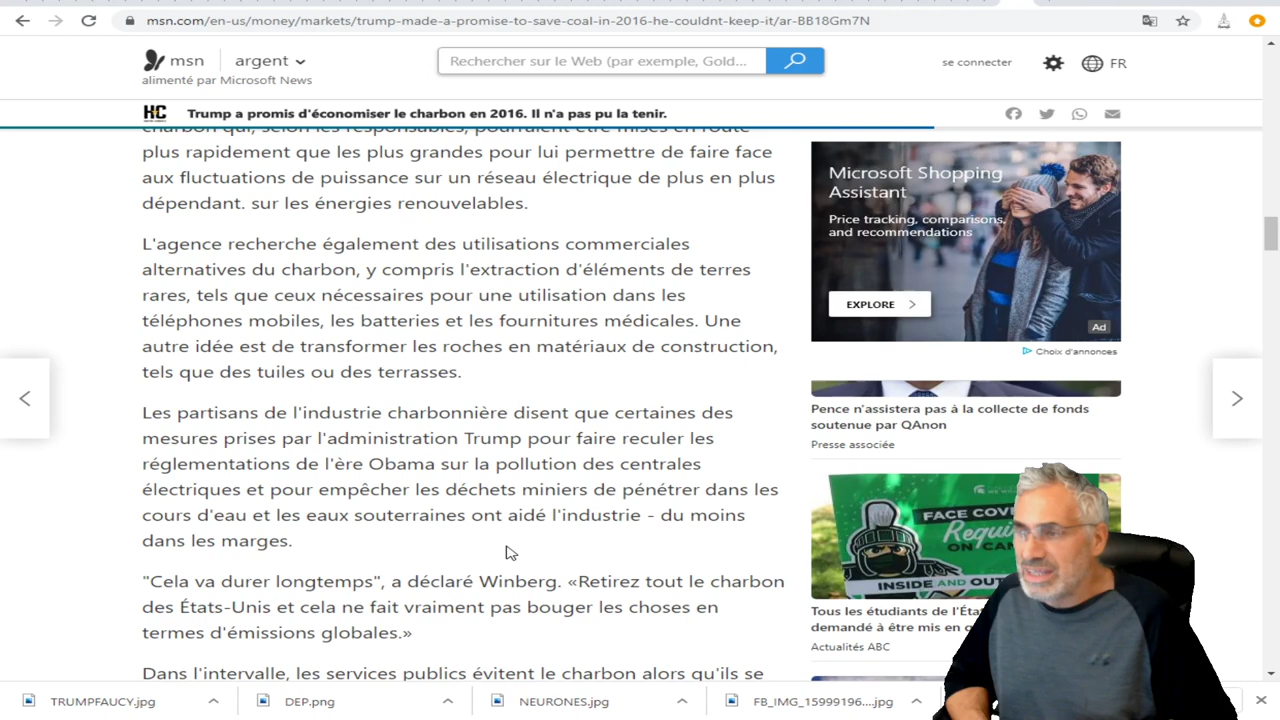 msn.com/en-us/money/markets/trump-made-a-promise-to-save-coal-in-2016-he-couldnt-keep-it/ar-BB18Gm7N
msn argent
alimenté par Microsoft News
Rechercher sur le Web (par exemple, Gold...
se connecter
FR
HC
Trump a promis d'économiser le charbon en 2016. Il n'a pas pu la tenir.
charbon qui, selon les responsables, pourraient être mises en route
plus rapidement que les plus grandes pour lui permettre de faire face
aux fluctuations de puisance sur un réseau électrique de plus en plus
dépendant. sur les énergies renouvelables.
L'agence recherche également des utilisations commerciales
alternatives du charbon, y compris l'extraction d'éléments de terres
rares, tels que ceux nécessaires pour une utilisation dans les
téléphones mobiles, les batteries et les fournitures médicales. Une
autre idée est de transformer les roches en matériaux de construction,
tels que des tuiles ou des terrasses.
Les partisans de l'industrie charbonnière disent que certaines des
mesures prises par l'administration Trump pour faire reculer les
réglementations de l'ère Obama sur la pollution des centrales
électriques et pour empêcher les déchets miniers de pénétrer dans les
cours d'eau et les eaux souterraines ont aidé l'industrie - du moins
dans les marges.
"Cela va durer longtemps", a déclaré Winberg. «Retirez tout le charbon
des États-Unis et cela ne fait vraiment pas bouger les choses en
termes d'émissions globales.»
Dans l'intervalle, les services publics évitent le charbon alors qu'ils se
Microsoft Shopping
Assistant
Price tracking, comparisons,
and recommendations
EXPLORE
Ad
Choix d'annonces
Pence n'assistera pas à la collecte de fonds
soutenue par QAnon
Presse associée
FACE
Requi
ON
INSIDE AND OUT
Tous les étudiants de
demandé à être mis en
Actualités ABC
TRUMPFAUCY.jpg
DEP.png
NEURONES.jpg
FB_IMG_15999196....jpg